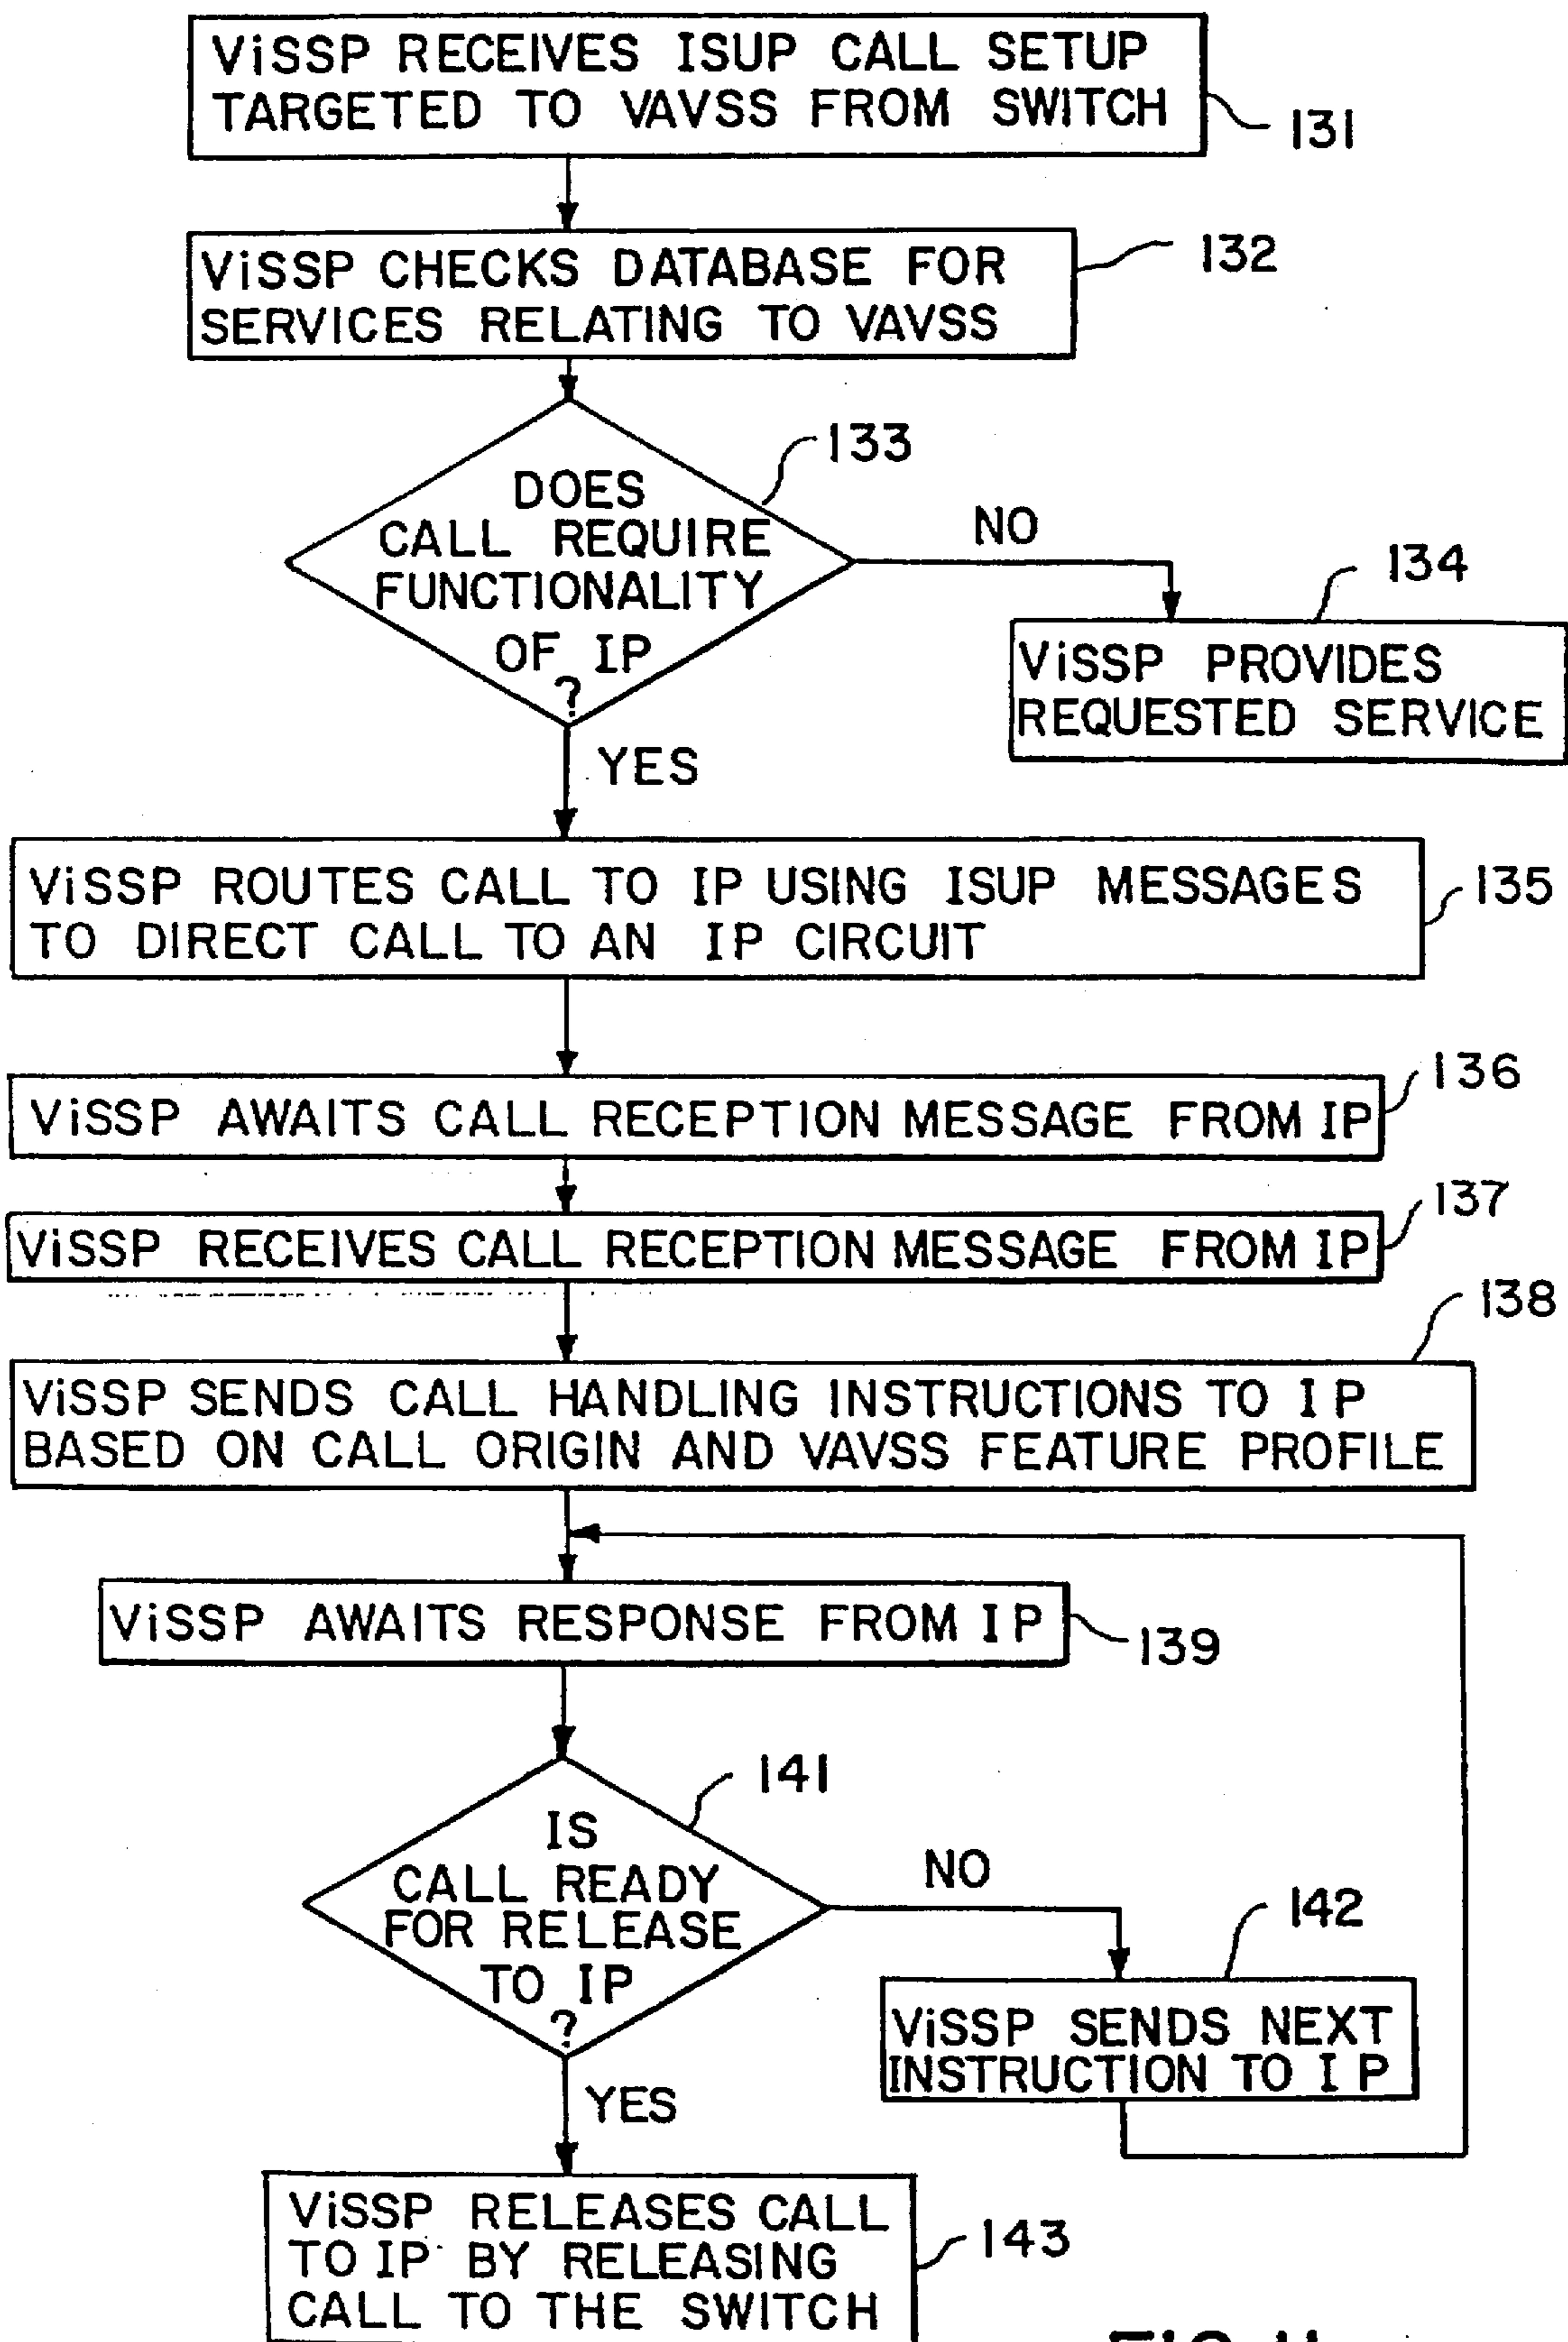 ViSSP RECEIVES ISUP CALL SETUP
TARGETED TO VAVSS FROM SWITCH
131
ViSSP CHECKS DATABASE FOR
SERVICES RELATING TO VAVSS
132
DOES
CALL REQUIRE
FUNCTIONALITY
OF IP
?
133
NO
134
ViSSP PROVIDES
REQUESTED SERVICE
YES
ViSSP ROUTES CALL TO IP USING ISUP MESSAGES
TO DIRECT CALL TO AN IP CIRCUIT
135
ViSSP AWAITS CALL RECEPTION MESSAGE FROM IP
136
ViSSP RECEIVES CALL RECEPTION MESSAGE FROM IP
137
138
ViSSP SENDS CALL HANDLING INSTRUCTIONS TO IP
BASED ON CALL ORIGIN AND VAVSS FEATURE PROFILE
ViSSP AWAITS RESPONSE FROM IP
139
IS
CALL READY
FOR RELEASE
TO IP
?
141
NO
142
ViSSP SENDS NEXT
INSTRUCTION TO IP
YES
ViSSP RELEASES CALL
TO IP BY RELEASING
CALL TO THE SWITCH
143